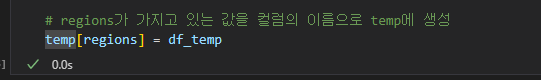 # regions가 가지고 있는 값을 컬럼의 이름으로 temp에 생성
temp[regions] = df_temp
]
✓ 0.0s